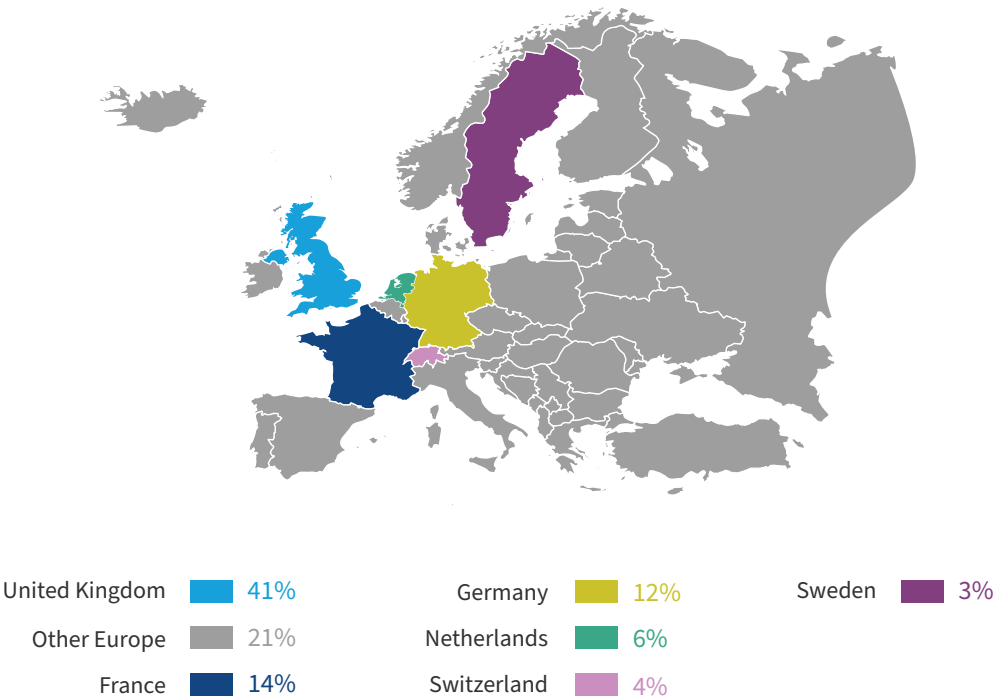 United Kingdom 41%
Other Europe 21%
France 14%
Germany 12%
Netherlands 6%
Switzerland 4%
Sweden 3%